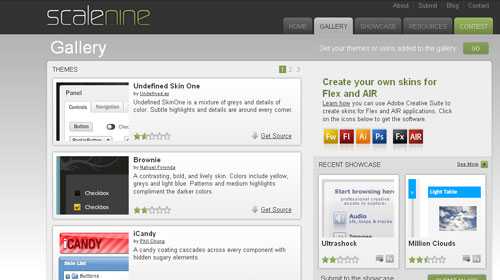 scalenine
About | Submit | Blog | Contact
HOME GALLERY SHOWCASE RESOURCES CONTEST
Gallery
Get your themes or skins added to the gallery. GO
THEMES 1 2 3
Panel
Controls Navigation
Button
Undefined Skin One
by Undefined.es
Undefined SkinOne is a mixture of greys and details of
color. Subtle highlights and details are around every corner.
Get Source
Checkbox
Checkbox
Brownie
by Nahuel Foronda
A contrasting, bold, and lively skin. Colors include yellow,
greys and light blue. Patterns and medium highlights
compliment the darker colors.
Get Source
iCANDY
Skin List
Buttons
iCandy
by Phil Chung
A candy coating cascades across every component with
hidden sugary elements.
Create your own skins for
Flex and AIR
Learn how you can use Adobe Creative Suite to
create skins for Flex and AIR applications. Click
on the icons below to get the software.
Fw Fl Ai Ps Fx AIR
RECENT SHOWCASE See More
Start browsing here
professional creative
Audio
Ultrashock
Light Table
Million Clouds
Submit to the showcase